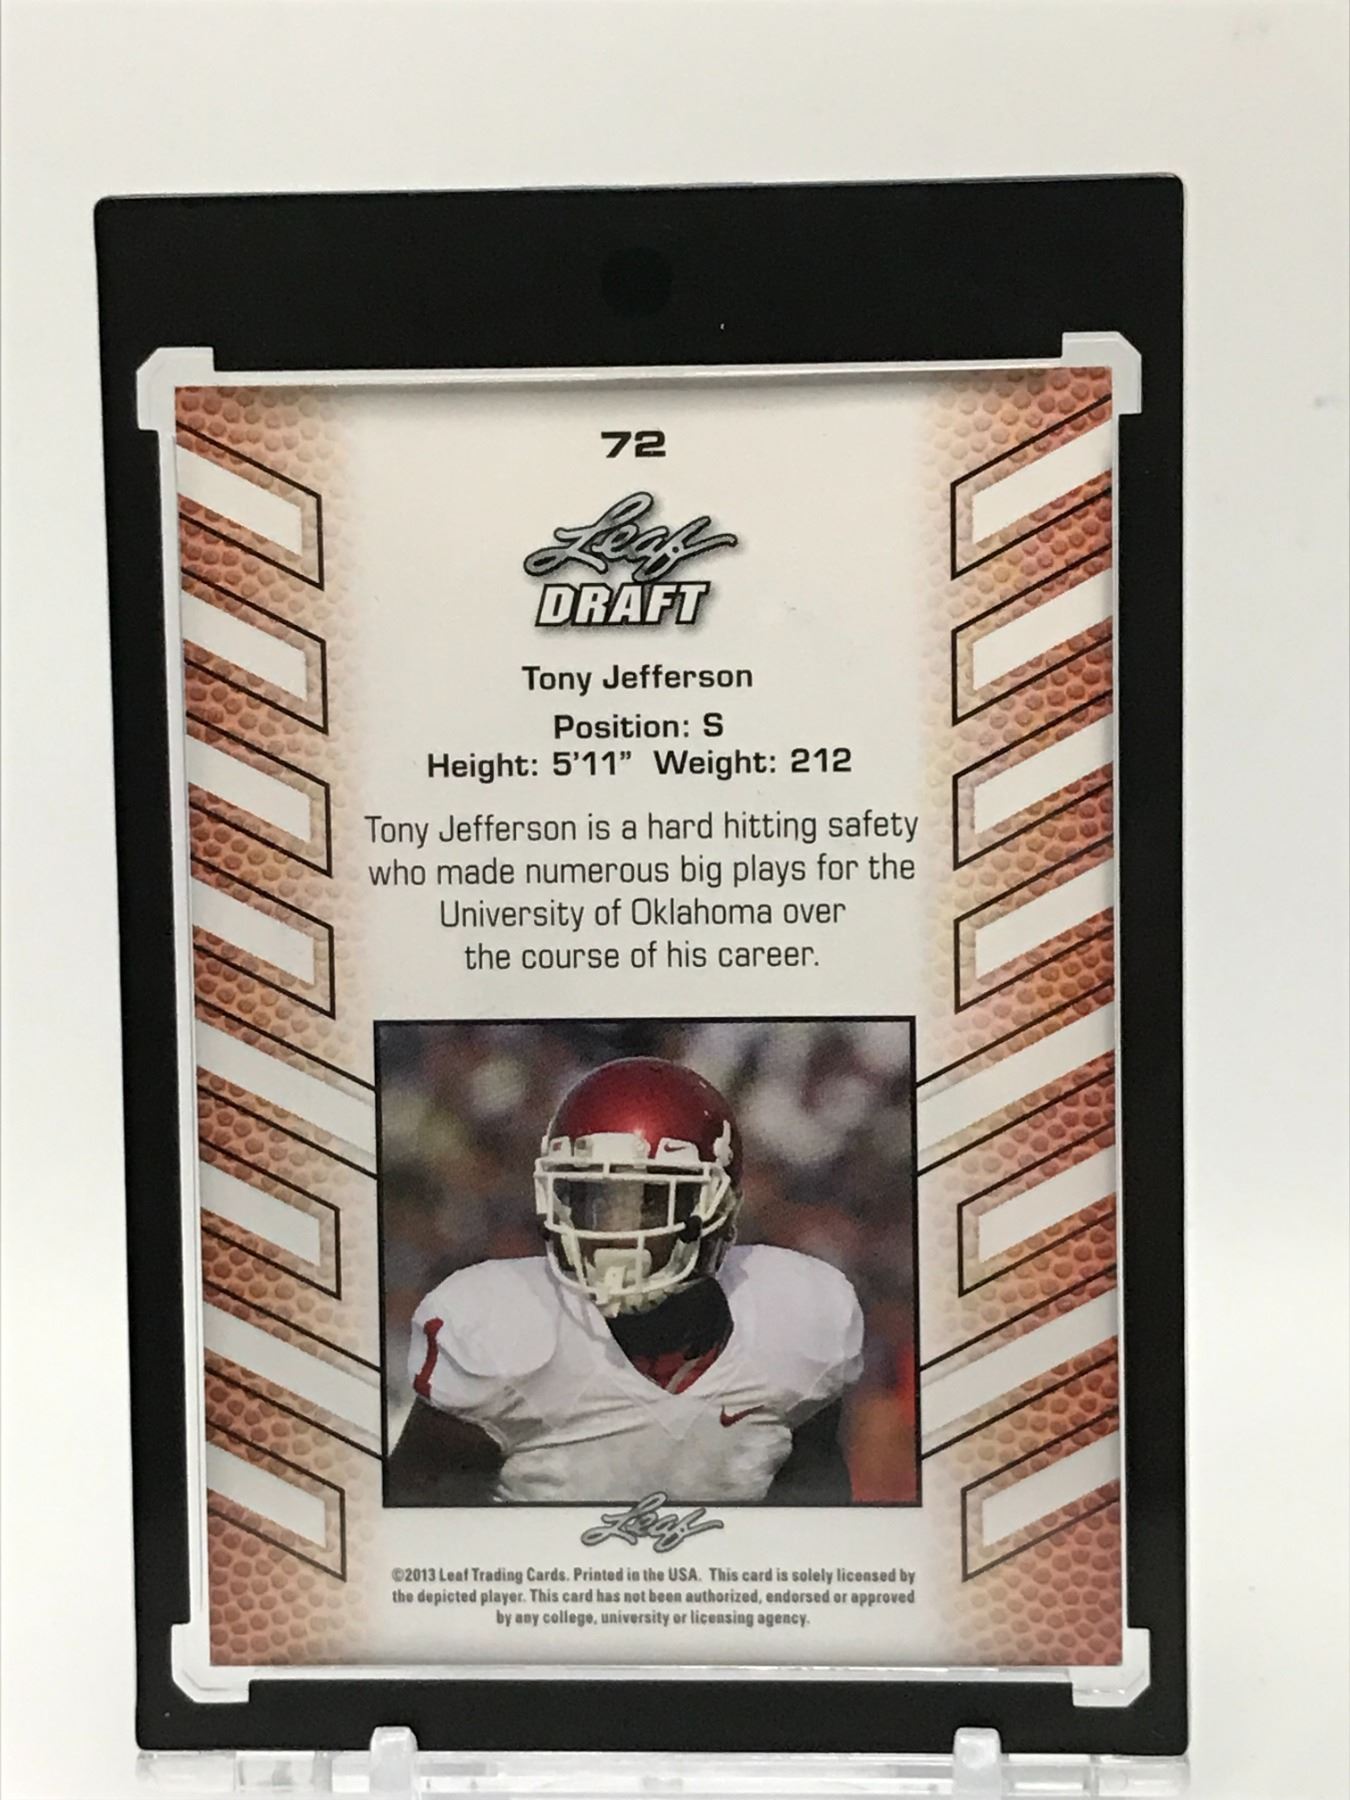 72
Leaf
DRAFT
Tony Jefferson
Position: S
Height: 5'11" Weight: 212
Tony Jefferson is a hard hitting safety
who made numerous big plays for the
University of Oklahoma over
the course of his career.
1
Leaf
©2013 Leaf Trading Cards. Printed in the USA. This card is solely licensed by
the depicted player. This card has not been authorized, endorsed or approved
by any college, university or licensing agency.